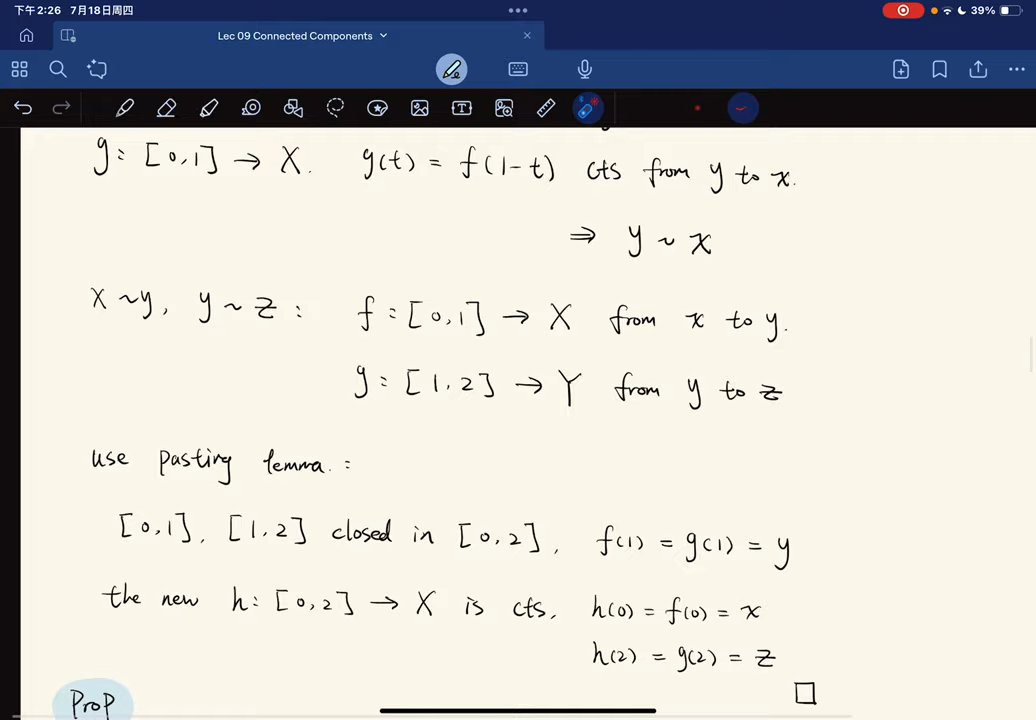 下午2:26 7月18日周四
39%
Lec 09 Connected Components
g: [0,1] → X. g(t) = f(1-t) cts from y to x.
⇒ y ~ x
x ~ y, y ~ z : f : [0,1] → X from x to y.
g : [1,2] → Y from y to z
use pasting lemma :
[0,1], [1,2] closed in [0,2], f(1) = g(1) = y
the new h: [0,2] → X is cts, h(0) = f(0) = x
h(2) = g(2) = z
□
Prop